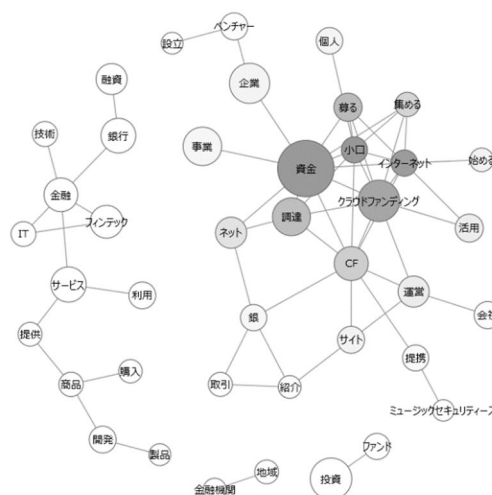 ベンチャー
設立
個人
融資
企業
募る
集める
技術
銀行
事業
小口
インターネット
始める
資金
金融
クラウドファンディング
フィンテック
調達
IT
ネット
活用
CF
サービス
利用
運営
銀
会社
提供
サイト
提携
購入
商品
取引
紹介
ミュージックセキュリティーズ
開発
製品
ファンド
地域
投資
金融機関